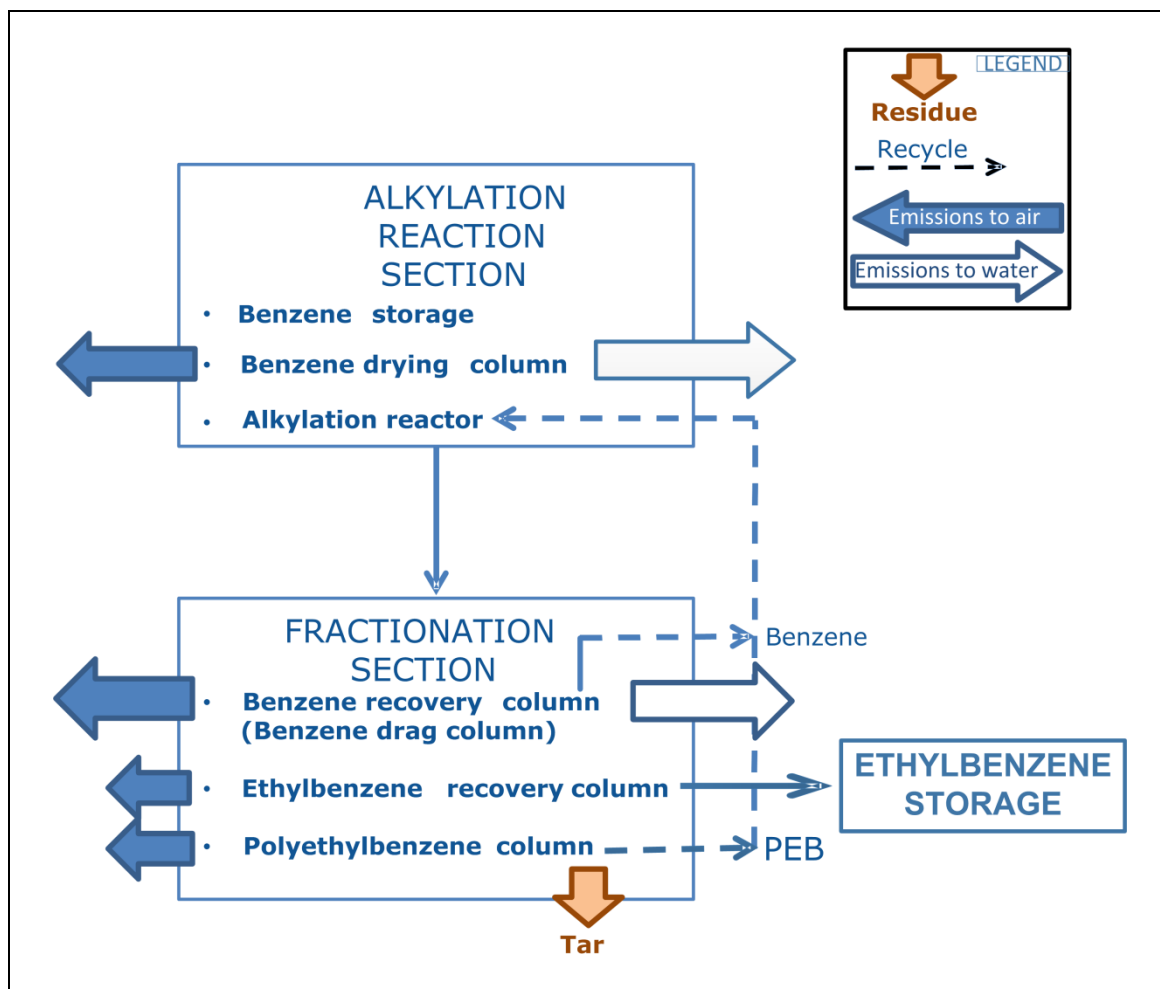 LEGEND
Residue
Recycle
Emissions to air
Emissions to water
ALKYLATION
REACTION
SECTION
• Benzene storage
• Benzene drying column
• Alkylation reactor
FRACTIONATION
SECTION
Benzene
• Benzene recovery column
(Benzene drag column)
• Ethylbenzene recovery column
ETHYLBENZENE
STORAGE
• Polyethylbenzene column
PEB
Tar